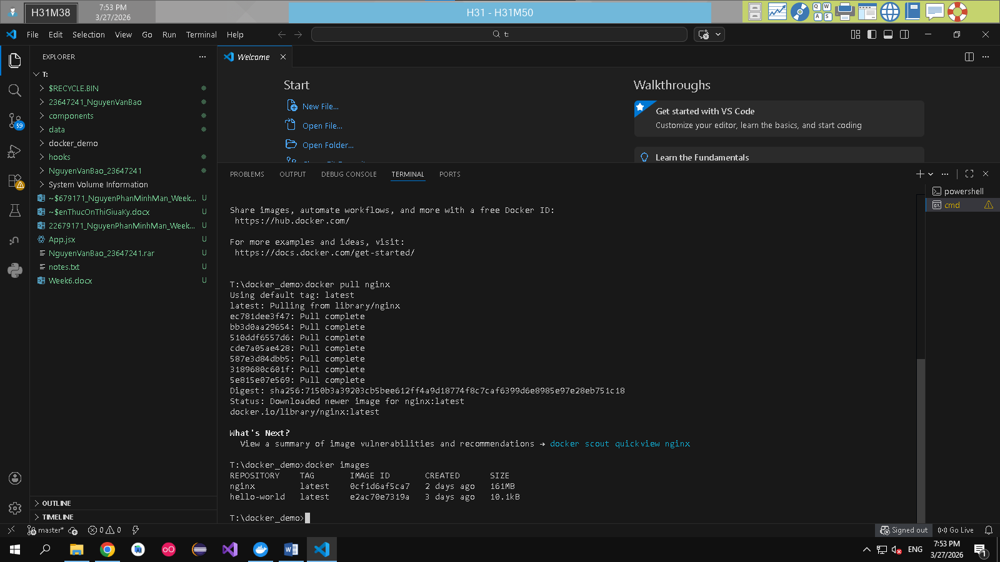 H31M38
7:53 PM
3/27/2026
H31 - H31M50
Q W
A S
File Edit Selection View Go Run Terminal Help
t:
EXPLORER
T:
$RECYCLE.BIN
23647241_NguyenVanBao
components
data
docker_demo
hooks
NguyenVanBao_23647241
System Volume Information
~$679171_NguyenPhanMinhMan_Week... U
~$enThucOnThiGiuaKy.docx U
22679171_NguyenPhanMinhMan_Week... U
App.jsx U
NguyenVanBao_23647241.rar U
notes.txt U
Week6.docx U
59
OUTLINE
TIMELINE
Welcome
Start
New File...
Open File...
Open Folder...
Walkthroughs
Get started with VS Code
Customize your editor, learn the basics, and start coding
Learn the Fundamentals
PROBLEMS OUTPUT DEBUG CONSOLE TERMINAL PORTS
powershell
cmd
Share images, automate workflows, and more with a free Docker ID:
https://hub.docker.com/
For more examples and ideas, visit:
https://docs.docker.com/get-started/
T:\docker_demo>docker pull nginx
Using default tag: latest
latest: Pulling from library/nginx
ec781dee3f47: Pull complete
bb3d0aa29654: Pull complete
510ddf6557d6: Pull complete
cde7a05ae428: Pull complete
587e3d84dbb5: Pull complete
3189680c601f: Pull complete
5e815e07e569: Pull complete
Digest: sha256:7150b3a39203cb5bee612ff4a9d18774f8c7caf6399d6e8985e97e28eb751c18
Status: Downloaded newer image for nginx:latest
docker.io/library/nginx:latest
What's Next?
View a summary of image vulnerabilities and recommendations → docker scout quickview nginx
T:\docker_demo>docker images
REPOSITORY TAG IMAGE ID CREATED SIZE
nginx latest 0cf1d6af5ca7 2 days ago 161MB
hello-world latest e2ac70e7319a 3 days ago 10.1kB
T:\docker_demo>
master* 0 0 Signed out Go Live
ENG
7:53 PM
3/27/2026
1